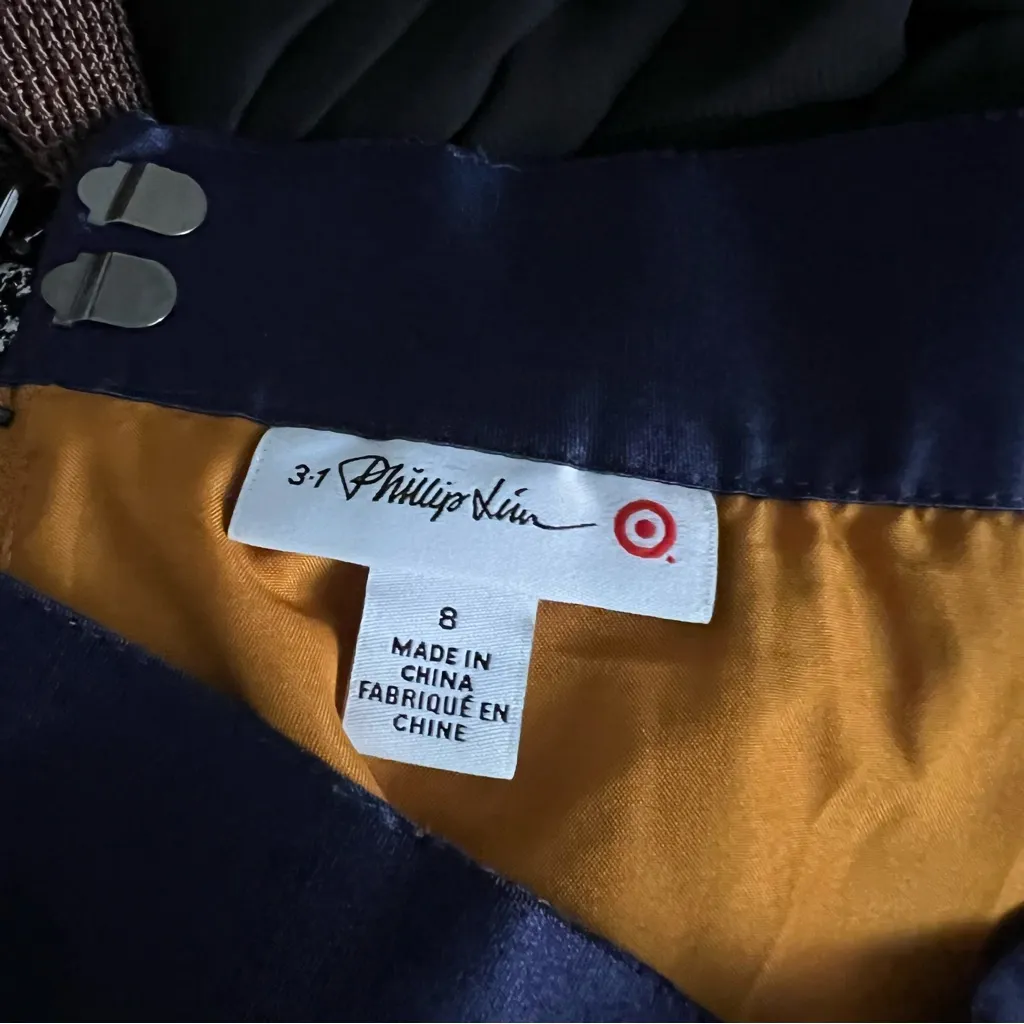 3.1 Phillip Lim
8
MADE IN
CHINA
FABRIQUÉ EN
CHINE